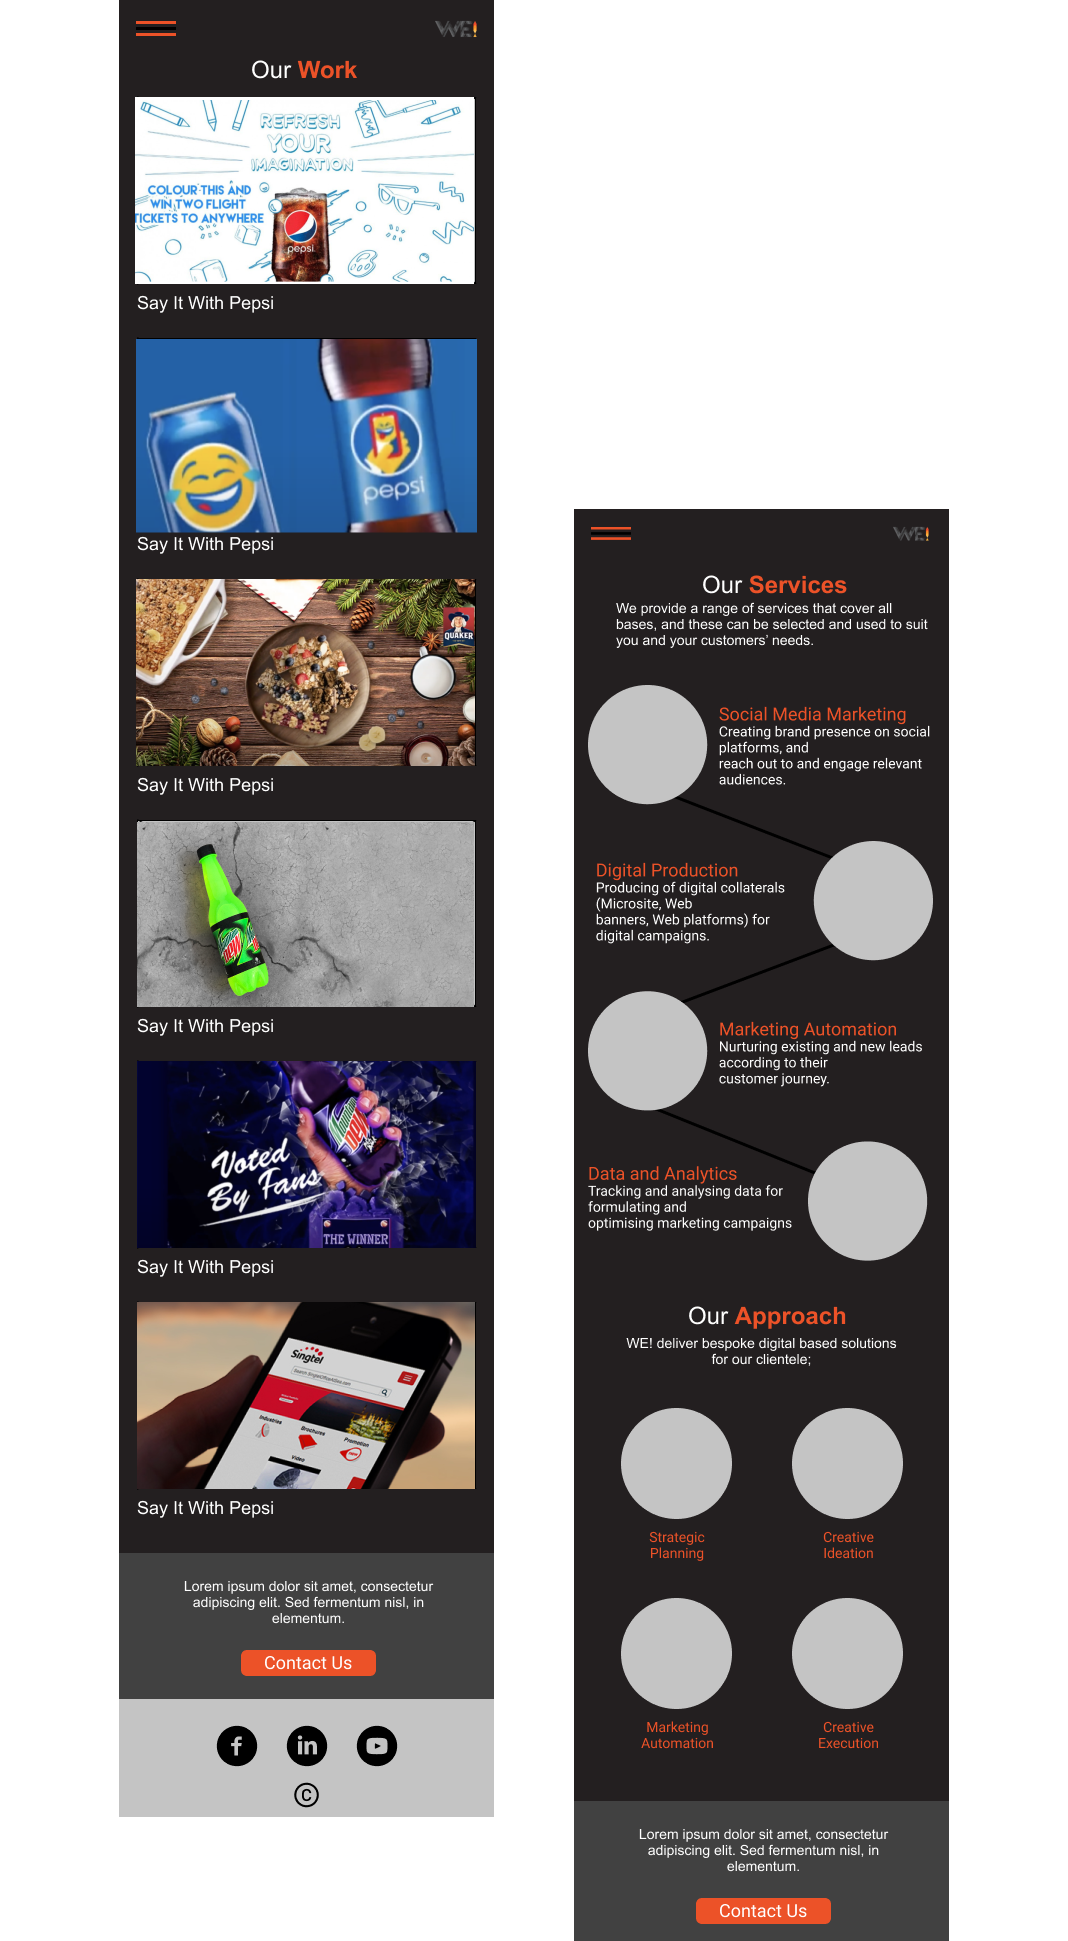 WE!
Our Work
REFRESH
YOUR
IMAGINATION
COLOUR THIS AND
WIN TWO FLIGHT
TICKETS TO ANYWHERE
pepsi
Say It With Pepsi
pepsi
Say It With Pepsi
QUAKER
Say It With Pepsi
Say It With Pepsi
Voted
By Fans
THE WINNER
Say It With Pepsi
Singtel
Industries
Brochures
Promotion
Video
Say It With Pepsi
Lorem ipsum dolor sit amet, consectetur
adipiscing elit. Sed fermentum nisl, in
elementum.
Contact Us
f
in
©
WE!
Our Services
We provide a range of services that cover all
bases, and these can be selected and used to suit
you and your customers’ needs.
Social Media Marketing
Creating brand presence on social
platforms, and
reach out to and engage relevant
audiences.
Digital Production
Producing of digital collaterals
(Microsite, Web
banners, Web platforms) for
digital campaigns.
Marketing Automation
Nurturing existing and new leads
according to their
customer journey.
Data and Analytics
Tracking and analysing data for
formulating and
optimising marketing campaigns
Our Approach
WE! deliver bespoke digital based solutions
for our clientele;
Strategic
Planning
Creative
Ideation
Marketing
Automation
Creative
Execution
Lorem ipsum dolor sit amet, consectetur
adipiscing elit. Sed fermentum nisl, in
elementum.
Contact Us